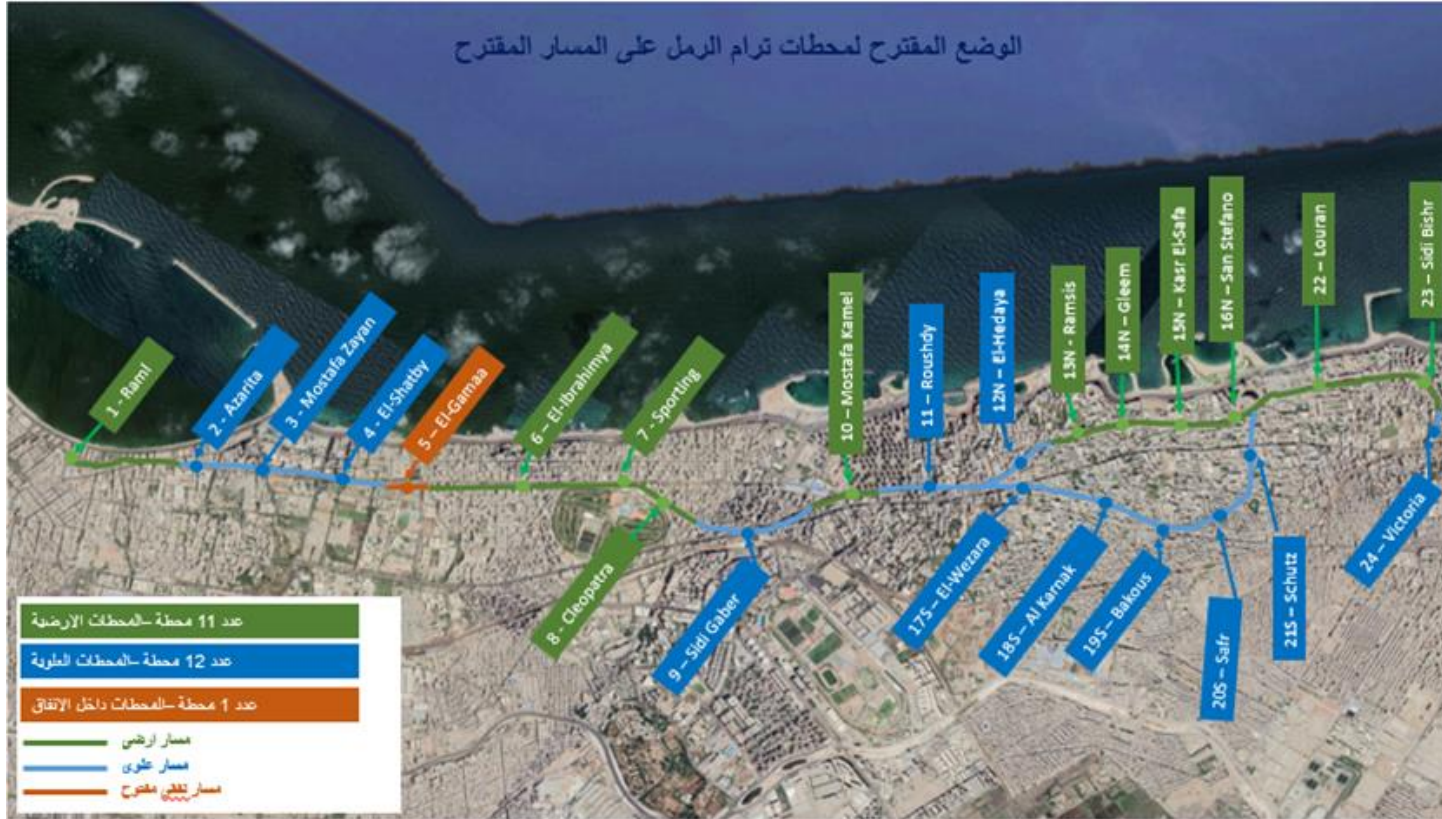 الوضع المقترح لمحطات ترام الرمل على المسار المقترح
1 - Raml
2 - Azarita
3 - Mostafa Zayan
4 - El-Shatby
5 – El-Gamaa
6 – El-Ibrahimya
7 - Sporting
8 - Cleopatra
9 – Sidi Gaber
10 – Mostafa Kamel
11 – Roushdy
12N – El-Hedaya
13N - Ramsis
14N – Gleem
15N – Kasr El-Safa
16N – San Stefano
17S – El-Wezara
18S – Al Karnak
19S – Bakous
20S – Safr
21S – Schutz
22 – Louran
23 – Sidi Bishr
24 – Victoria
عدد 11 محطة –المحطات الارضية
عدد 12 محطة –المحطات العلوية
عدد 1 محطة –المحطات داخل الانفاق
مسار ارضي
مسار علوي
مسار نفقي مفتوح